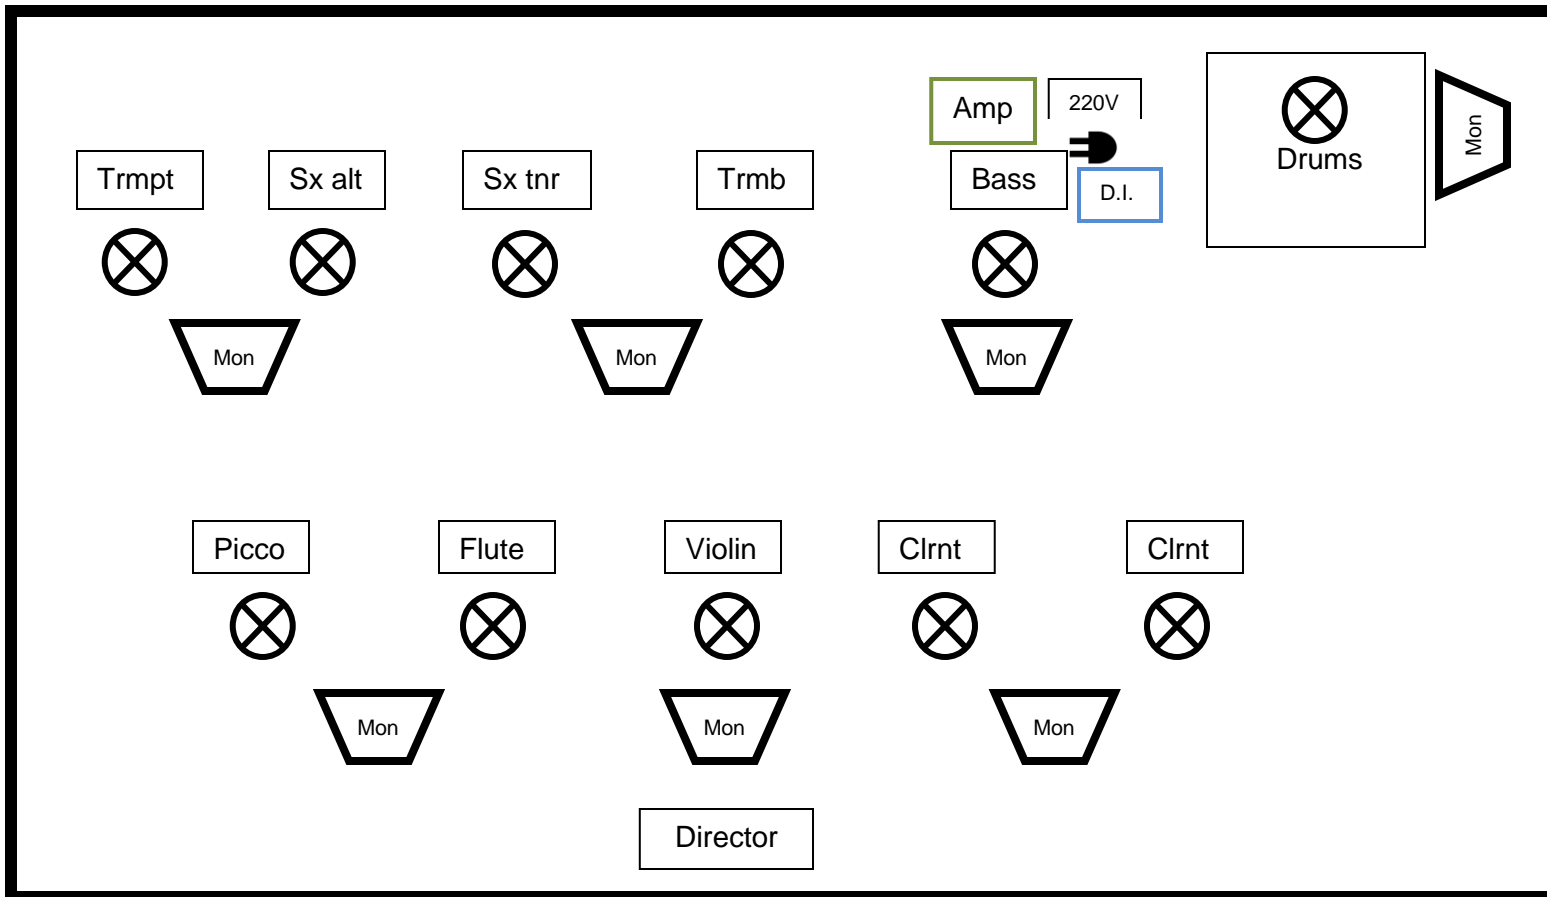 Amp
220V
Mon
Drums
Trmpt
Sx alt
Sx tnr
Trmb
Bass
D.I.
Mon
Mon
Mon
Picco
Flute
Violin
Clrnt
Clrnt
Mon
Mon
Mon
Director